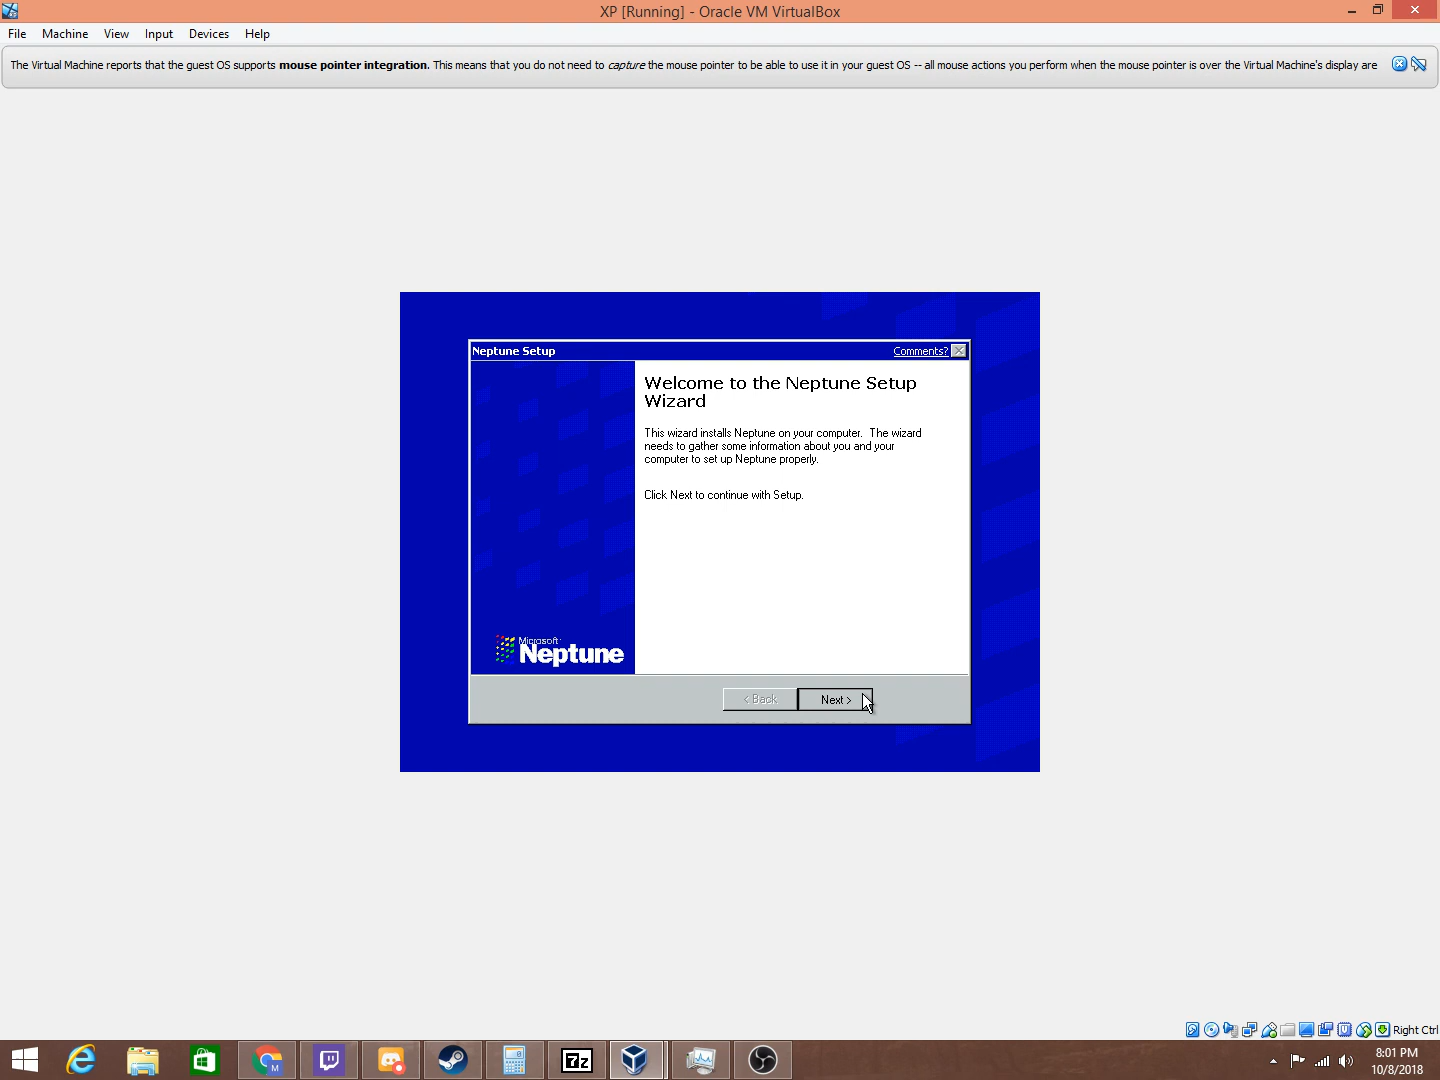 XP [Running] - Oracle VM VirtualBox
File Machine View Input Devices Help
The Virtual Machine reports that the guest OS supports mouse pointer integration. This means that you do not need to capture the mouse pointer to be able to use it in your guest OS -- all mouse actions you perform when the mouse pointer is over the Virtual Machine's display are
Neptune Setup Comments?
Welcome to the Neptune Setup
Wizard
This wizard installs Neptune on your computer. The wizard
needs to gather some information about you and your
computer to set up Neptune properly.
Click Next to continue with Setup.
Microsoft
Neptune
< Back Next >
Right Ctrl
M
7z
8:01 PM
10/8/2018